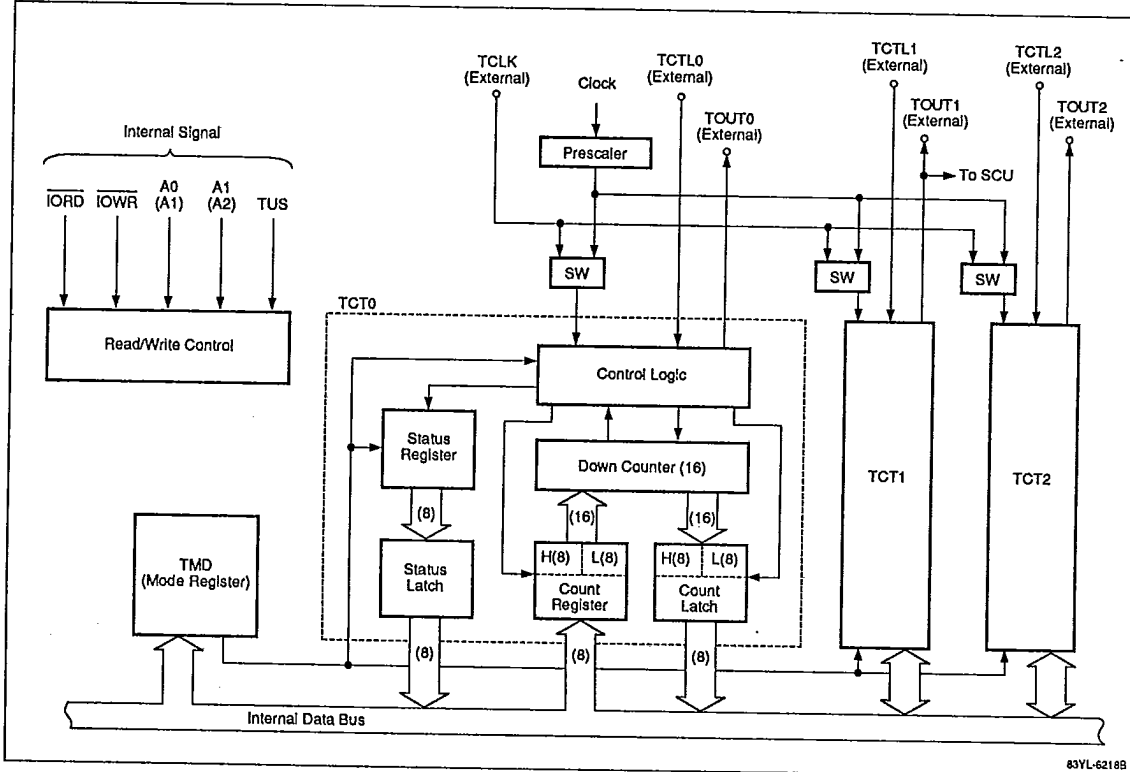 TCLK
(External)
Clock
TCTL0
(External)
TOUT0
(External)
TCTL1
(External)
TOUT1
(External)
TCTL2
(External)
TOUT2
(External)
Internal Signal
Prescaler
To SCU
IORD
IOWR
A0
(A1)
A1
(A2)
TUS
SW
SW
SW
TCT0
Read/Write Control
Control Logic
Status
Register
Down Counter (16)
TCT1
TCT2
(8)
(16)
(16)
TMD
(Mode Register)
Status
Latch
H(8)
L(8)
Count
Register
H(8)
L(8)
Count
Latch
(8)
(8)
(8)
Internal Data Bus
83YL-6218B